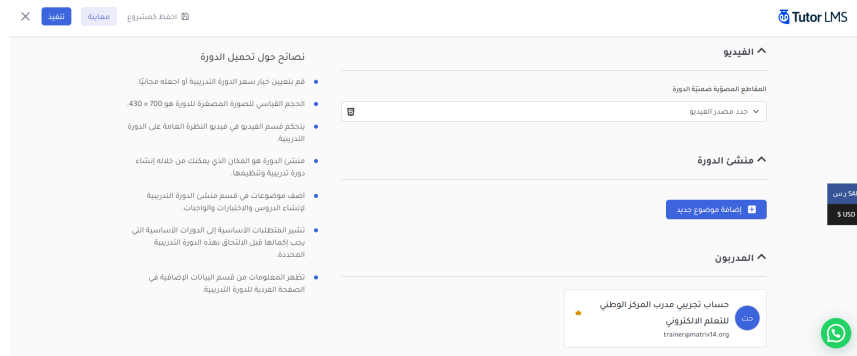 Tutor LMS
احفظ كمشروع
معاينة
تنفيذ
الفيديو
المقاطع المصوّبة ضمنيّة الدورة
حدد مصدر الفيديو
منشئ الدورة
إضافة موضوع جديد
المدربون
حت
حساب تجريبي مدرب المركز الوطني
للتعلم الالكتروني
trainer@matrix14.org
نصائح حول تحميل الدورة
قم بتعيين خيار سعر الدورة التدريبية أو اجعله مجانيًا.
الحجم القياسي للصورة المصغرة للدورة هو 700 × 430.
يتحكم قسم الفيديو في فيديو النظرة العامة على الدورة
التدريبية.
منشئ الدورة هو المكان الذي يمكنك من خلاله إنشاء
دورة تدريبية وتنظيمها.
أضف موضوعات في قسم منشئ الدورة التدريبية
لإنشاء الدروس والاختبارات والواجبات.
تشير المتطلبات الأساسية إلى الدورات الأساسية التي
يجب إكمالها قبل الالتحاق بهذه الدورة التدريبية
المحددة.
تظهر المعلومات من قسم البيانات الإضافية في
الصفحة الفردية للدورة التدريبية.
ر.س
$ USD